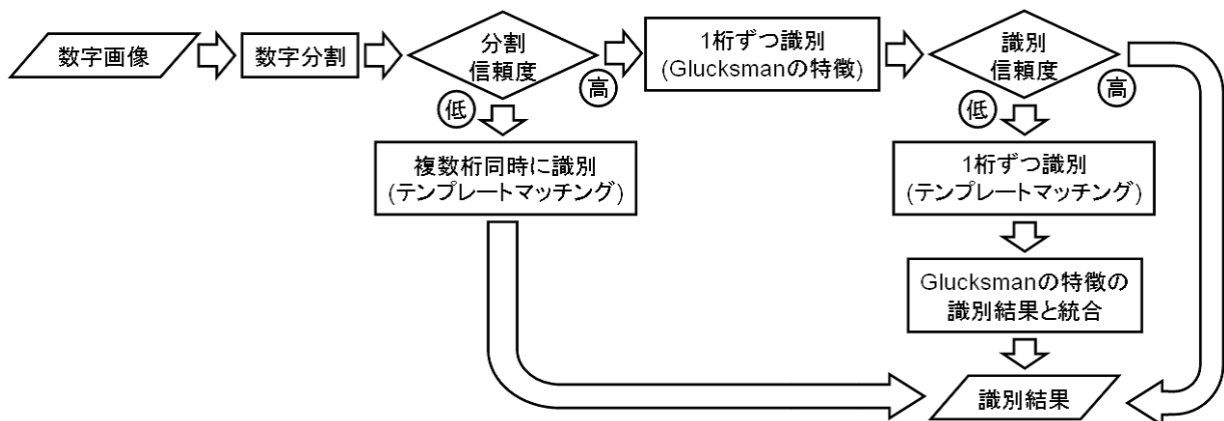 数字画像
数字分割
分割
信頼度
高
低
1桁ずつ識別
(Glucksmanの特徴)
識別
信頼度
高
低
複数桁同時に識別
(テンプレートマッチング)
1桁ずつ識別
(テンプレートマッチング)
Glucksmanの特徴の
識別結果と統合
識別結果